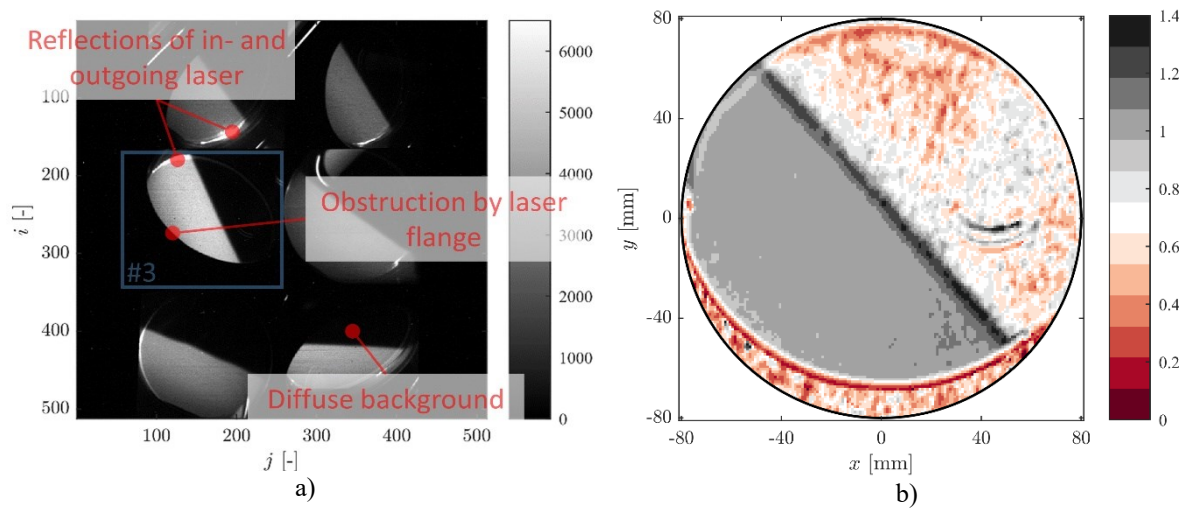 Reflections of in- and
outgoing laser
Obstruction by laser
flange
#3
Diffuse background
100
200
300
400
500
i [-]
100 200 300 400 500
j [-]
6000
5000
4000
3000
2000
1000
0
a)
80
40
0
-40
-80
y [mm]
-80 -40 0 40 80
x [mm]
1.4
1.2
1
0.8
0.6
0.4
0.2
0
b)